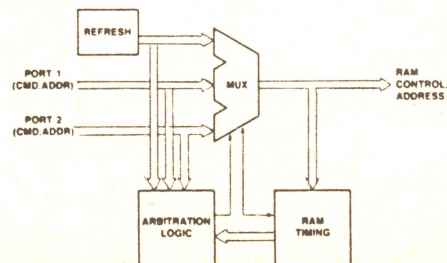 REFRESH
PORT 1
(CMD.ADDR)
PORT 2
(CMD.ADDR)
MUX
RAM
CONTROL.
ADDRESS
ARBITRATION
LOGIC
RAM
TIMING